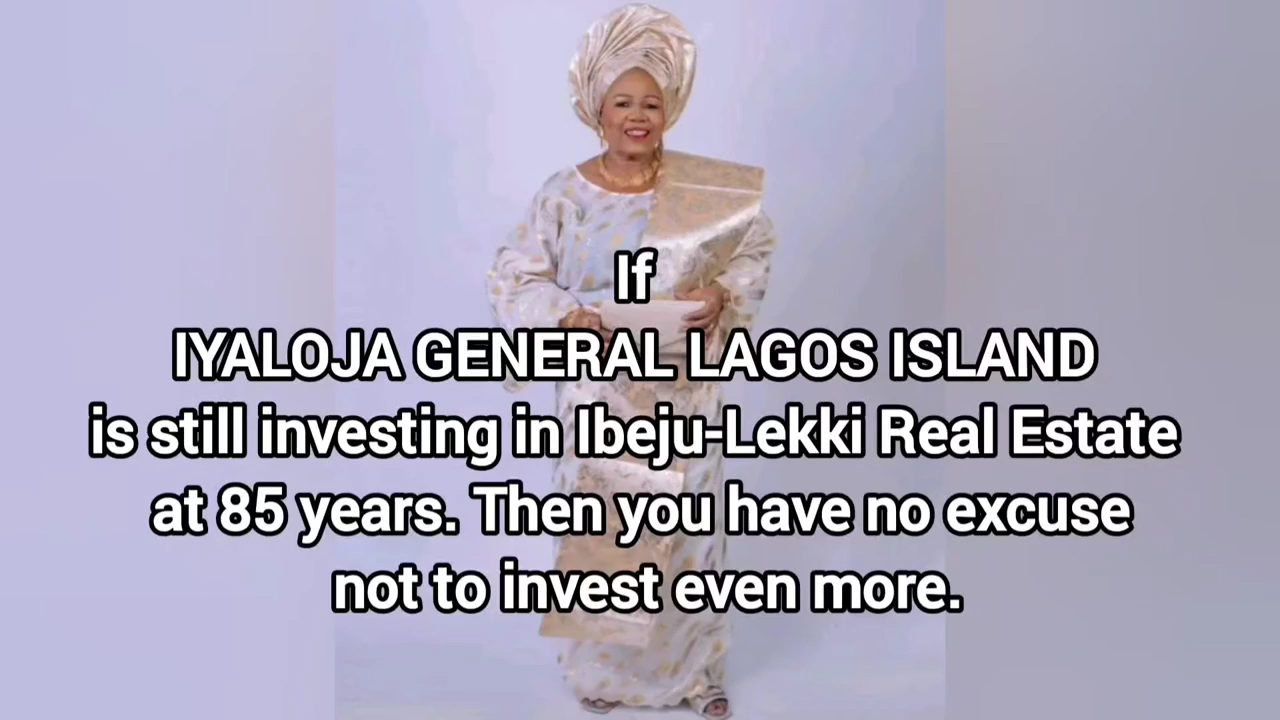 If
IYALOJA GENERAL LAGOS ISLAND
is still investing in Ibeju-Lekki Real Estate
at 85 years. Then you have no excuse
not to invest even more.